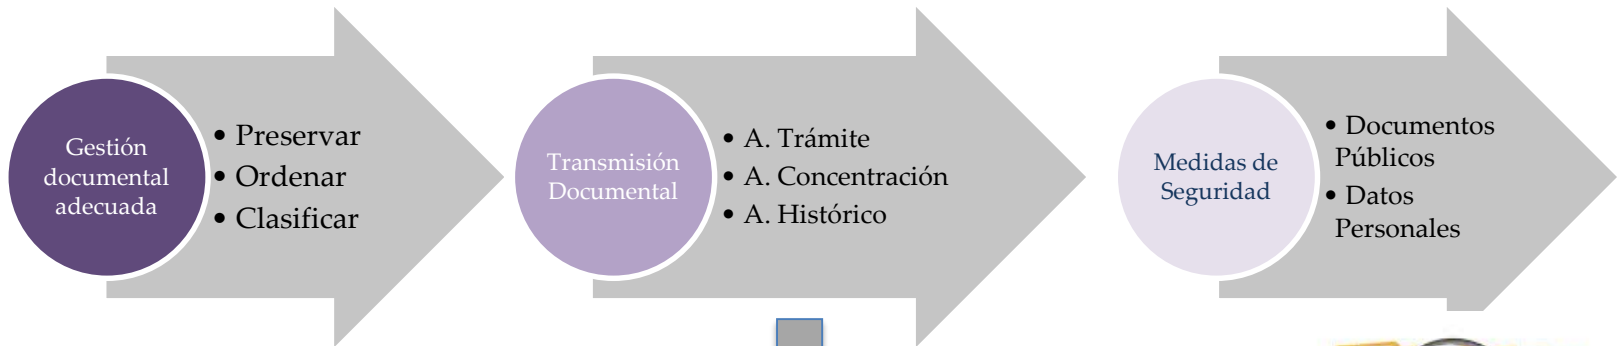 Gestión
documental
adecuada
• Preservar
• Ordenar
• Clasificar
Transmisión
Documental
• A. Trámite
• A. Concentración
• A. Histórico
Medidas de
Seguridad
• Documentos
Públicos
• Datos
Personales